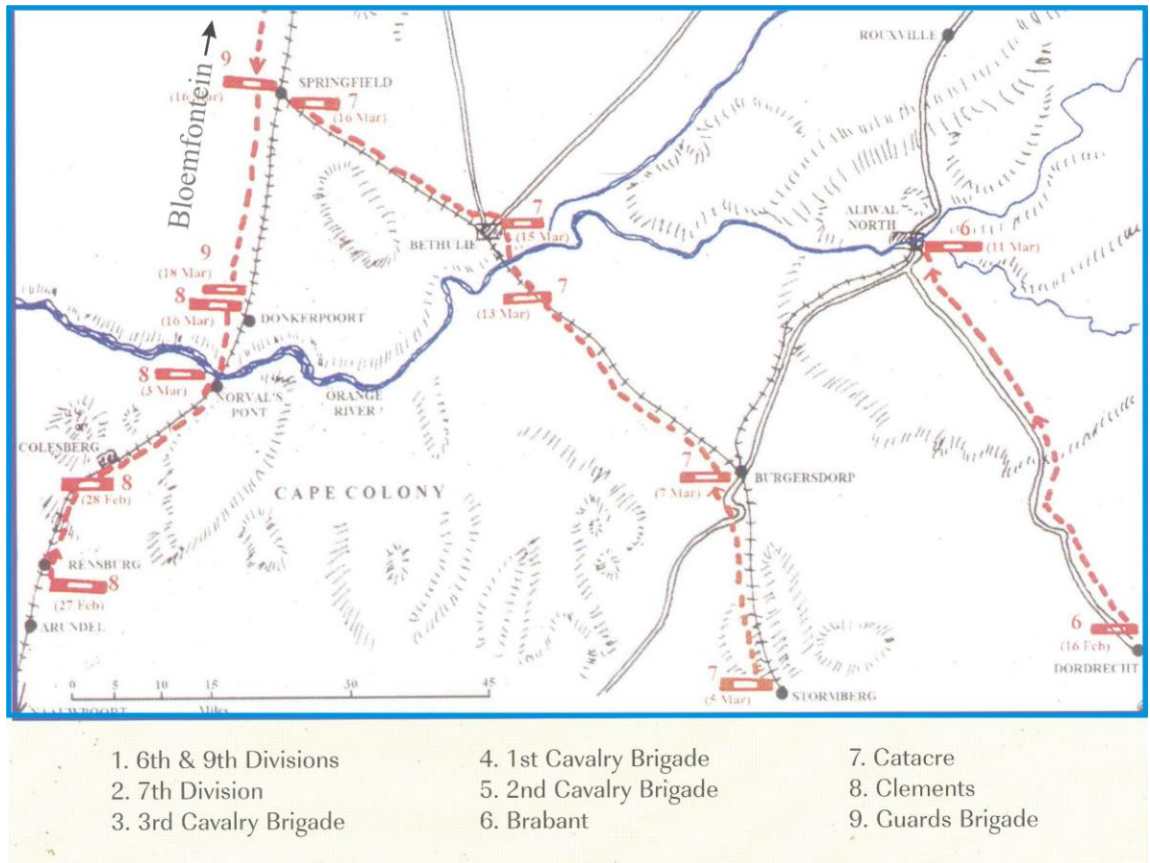 Bloemfontein
9
(16 Mar)
SPRINGFIELD
7
(16 Mar)
ROUXVILLE
BETHULIE
7
(15 Mar)
ALIWAL
NORTH
6
(11 Mar)
9
(18 Mar)
8
(16 Mar)
DONKERPOORT
7
(13 Mar)
8
(3 Mar)
NORVAL'S
PONT
ORANGE
RIVER
COLESBERG
8
(28 Feb)
CAPE COLONY
7
(7 Mar)
BURGERSDORP
RENSBURG
8
(27 Feb)
ARUNDEL
6
(16 Feb)
DORDRECHT
7
(5 Mar)
STORMBERG
0 5 10 15 30 45
Miles
NAAUWPOORT
1. 6th & 9th Divisions
2. 7th Division
3. 3rd Cavalry Brigade
4. 1st Cavalry Brigade
5. 2nd Cavalry Brigade
6. Brabant
7. Catacre
8. Clements
9. Guards Brigade